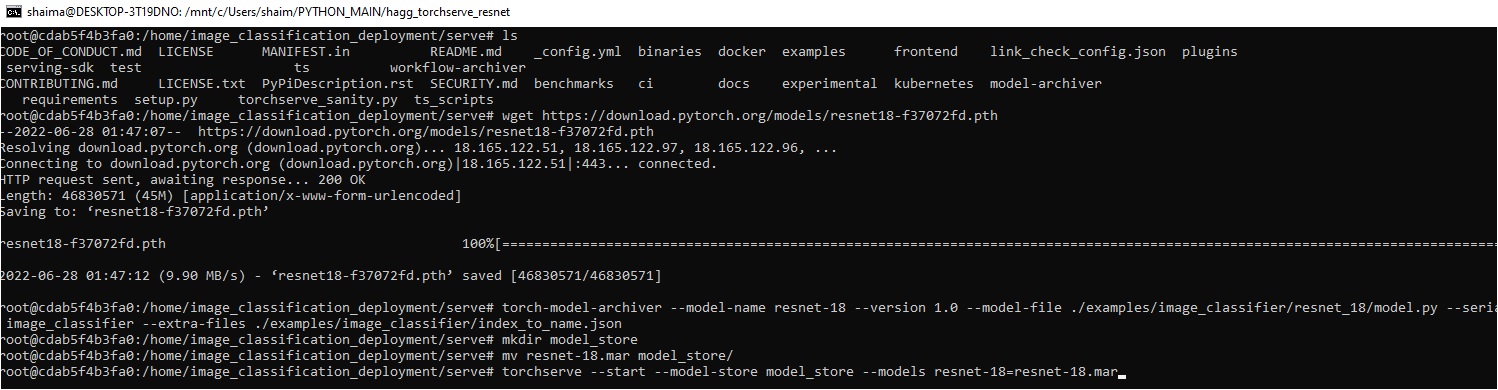 shaima@DESKTOP-3T19DNO: /mnt/c/Users/shaim/PYTHON_MAIN/hagg_torchserve_resnet
root@cdab5f4b3fa0:/home/image_classification_deployment/serve# ls
CODE_OF_CONDUCT.md LICENSE MANIFEST.in README.md _config.yml binaries docker examples frontend link_check_config.json plugins
serving-sdk test ts workflow-archiver
CONTRIBUTING.md LICENSE.txt PyPiDescription.rst SECURITY.md benchmarks ci docs experimental kubernetes model-archiver
requirements setup.py torchserve_sanity.py ts_scripts
root@cdab5f4b3fa0:/home/image_classification_deployment/serve# wget https://download.pytorch.org/models/resnet18-f37072fd.pth
--2022-06-28 01:47:07-- https://download.pytorch.org/models/resnet18-f37072fd.pth
Resolving download.pytorch.org (download.pytorch.org)... 18.165.122.51, 18.165.122.97, 18.165.122.96, ...
Connecting to download.pytorch.org (download.pytorch.org)|18.165.122.51|:443... connected.
HTTP request sent, awaiting response... 200 OK
Length: 46830571 (45M) [application/x-www-form-urlencoded]
Saving to: ‘resnet18-f37072fd.pth’
resnet18-f37072fd.pth 100%[============================================================================================================================
2022-06-28 01:47:12 (9.90 MB/s) - ‘resnet18-f37072fd.pth’ saved [46830571/46830571]
root@cdab5f4b3fa0:/home/image_classification_deployment/serve# torch-model-archiver --model-name resnet-18 --version 1.0 --model-file ./examples/image_classifier/resnet_18/model.py --seria
image_classifier --extra-files ./examples/image_classifier/index_to_name.json
root@cdab5f4b3fa0:/home/image_classification_deployment/serve# mkdir model_store
root@cdab5f4b3fa0:/home/image_classification_deployment/serve# mv resnet-18.mar model_store/
root@cdab5f4b3fa0:/home/image_classification_deployment/serve# torchserve --start --model-store model_store --models resnet-18=resnet-18.mar